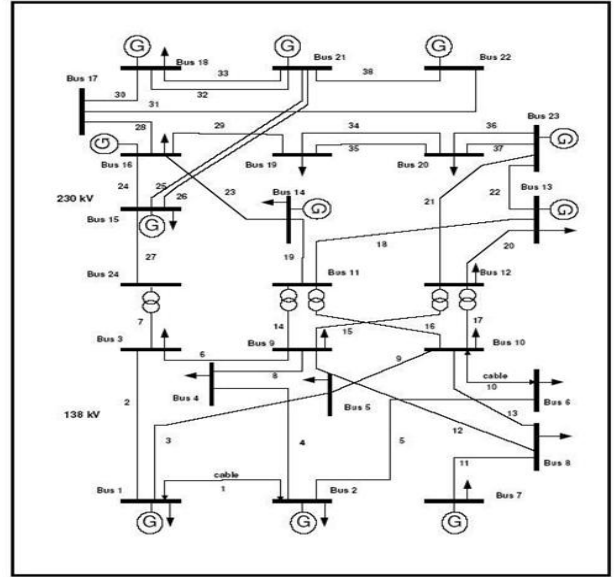 G
G
G
Bus 18
Bus 21
Bus 22
Bus 17
33
38
32
30
31
Bus 23
28
29
34
36
G
G
35
37
Bus 16
Bus 19
Bus 20
24
25
23
Bus 14
22
Bus 13
230 kV
26
21
G
G
Bus 15
G
18
20
19
27
Bus 24
Bus 11
Bus 12
7
14
15
16
17
Bus 3
Bus 9
Bus 10
6
9
8
cable
10
2
Bus 4
Bus 5
Bus 6
138 kV
13
3
4
5
12
Bus 8
11
cable
Bus 1
1
Bus 2
Bus 7
G
G
G